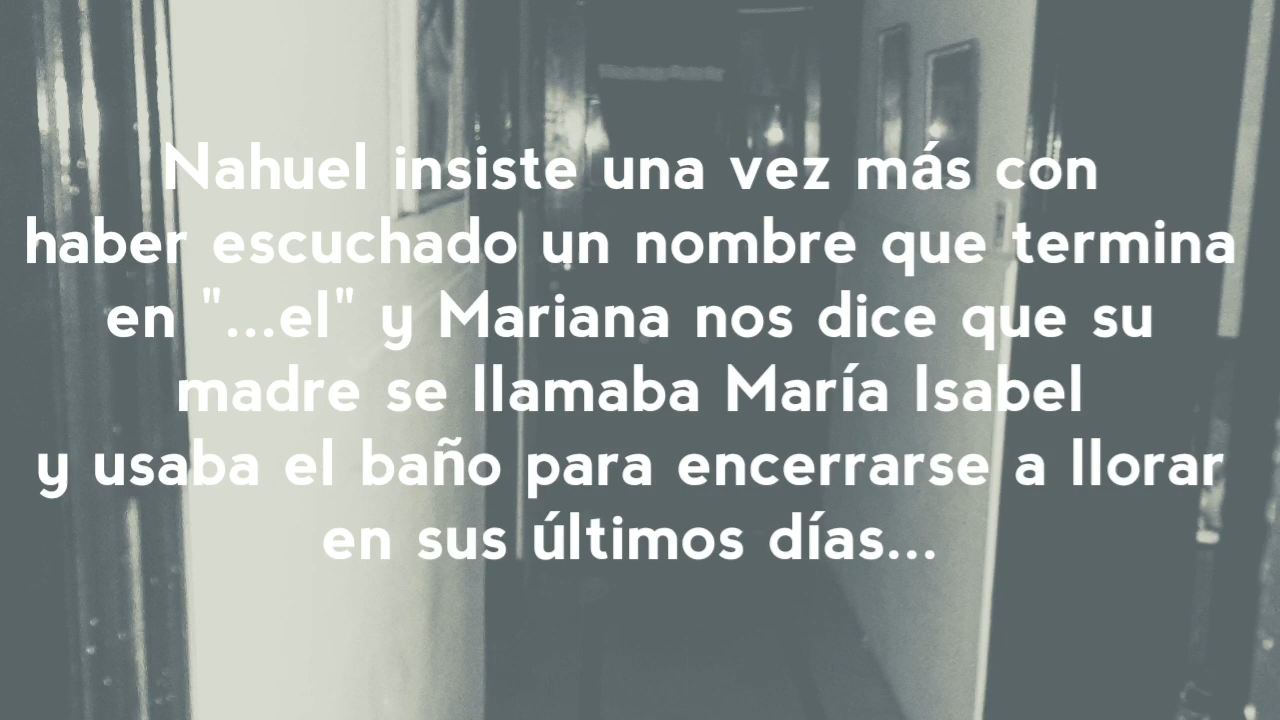 Nahuel insiste una vez más con
haber escuchado un nombre que termina
en "...el" y Mariana nos dice que su
madre se llamaba María Isabel
y usaba el baño para encerrarse a llorar
en sus últimos días...